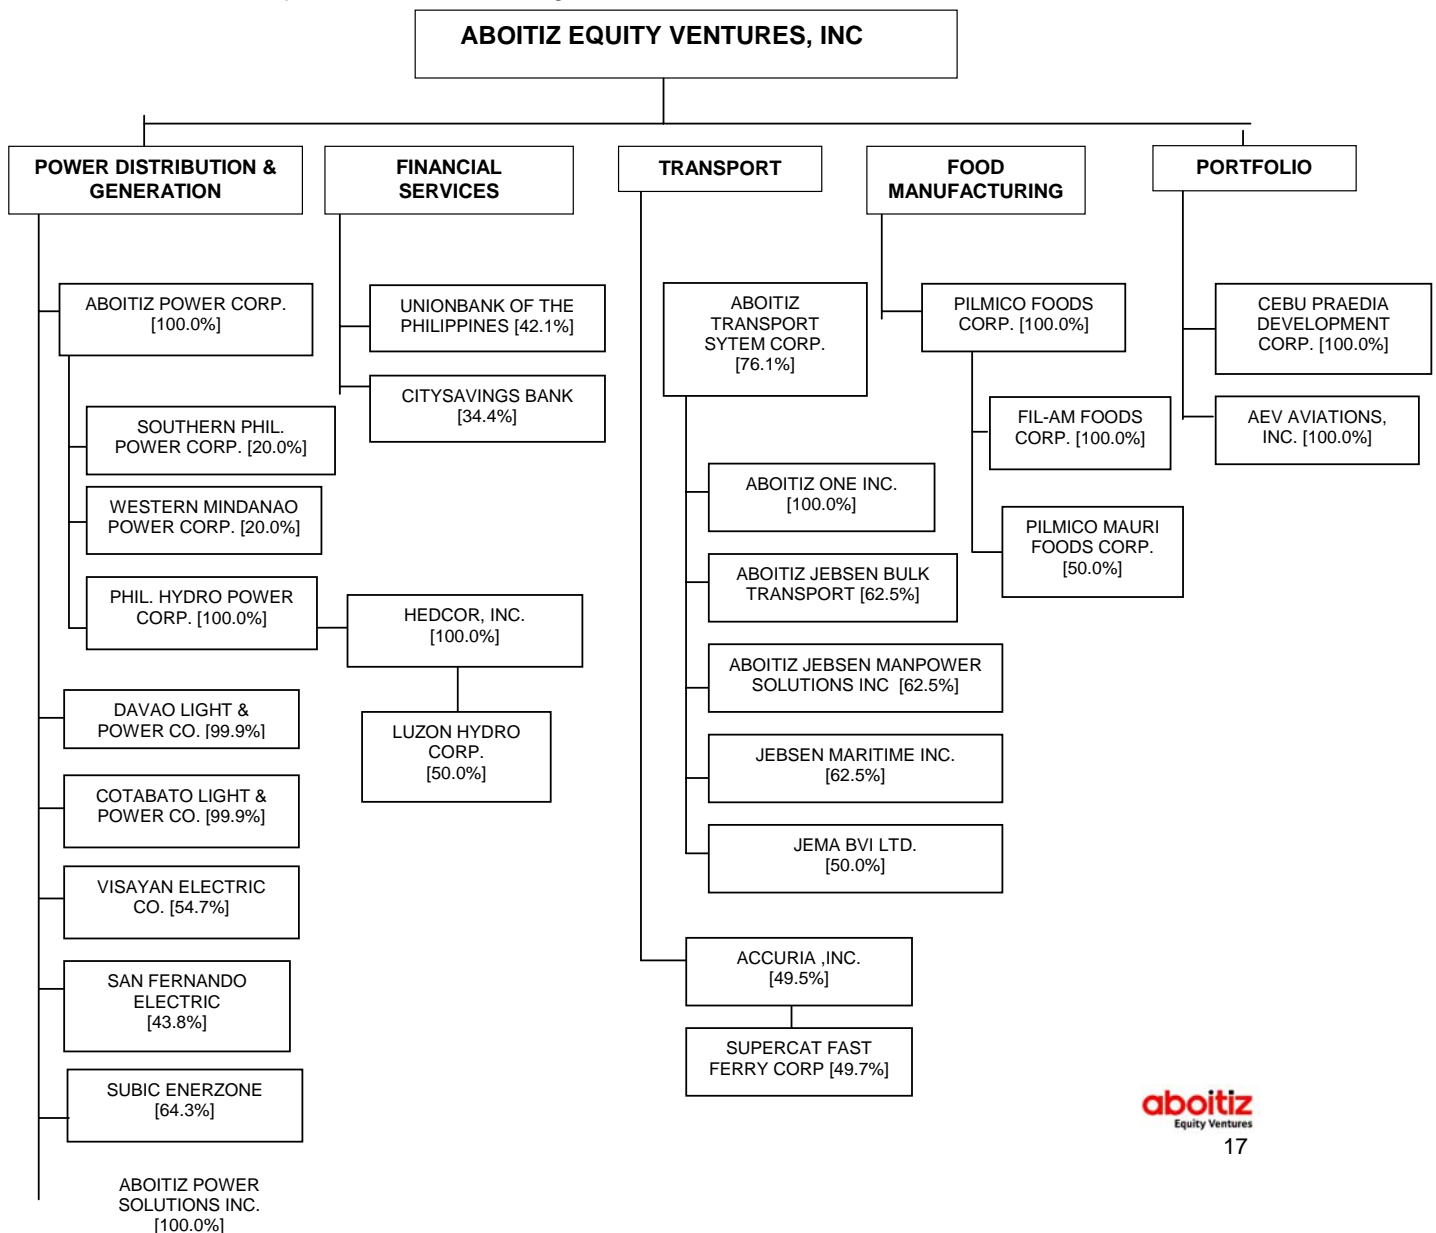 ABOITIZ EQUITY VENTURES, INC
POWER DISTRIBUTION &
GENERATION
FINANCIAL
SERVICES
TRANSPORT
FOOD
MANUFACTURING
PORTFOLIO
ABOITIZ POWER CORP.
[100.0%]
SOUTHERN PHIL.
POWER CORP. [20.0%]
WESTERN MINDANAO
POWER CORP. [20.0%]
PHIL. HYDRO POWER
CORP. [100.0%]
HEDCOR, INC.
[100.0%]
LUZON HYDRO
CORP.
[50.0%]
DAVAO LIGHT &
POWER CO. [99.9%]
COTABATO LIGHT &
POWER CO. [99.9%]
VISAYAN ELECTRIC
CO. [54.7%]
SAN FERNANDO
ELECTRIC
[43.8%]
SUBIC ENERZONE
[64.3%]
ABOITIZ POWER
SOLUTIONS INC.
[100.0%]
UNIONBANK OF THE
PHILIPPINES [42.1%]
CITYSAVINGS BANK
[34.4%]
ABOITIZ
TRANSPORT
SYTEM CORP.
[76.1%]
ABOITIZ ONE INC.
[100.0%]
ABOITIZ JEBSEN BULK
TRANSPORT [62.5%]
ABOITIZ JEBSEN MANPOWER
SOLUTIONS INC [62.5%]
JEBSEN MARITIME INC.
[62.5%]
JEMA BVI LTD.
[50.0%]
ACCURIA ,INC.
[49.5%]
SUPERCAT FAST
FERRY CORP [49.7%]
PILMICO FOODS
CORP. [100.0%]
FIL-AM FOODS
CORP. [100.0%]
PILMICO MAURI
FOODS CORP.
[50.0%]
CEBU PRAEDIA
DEVELOPMENT
CORP. [100.0%]
AEV AVIATIONS,
INC. [100.0%]
aboitiz
Equity Ventures
17